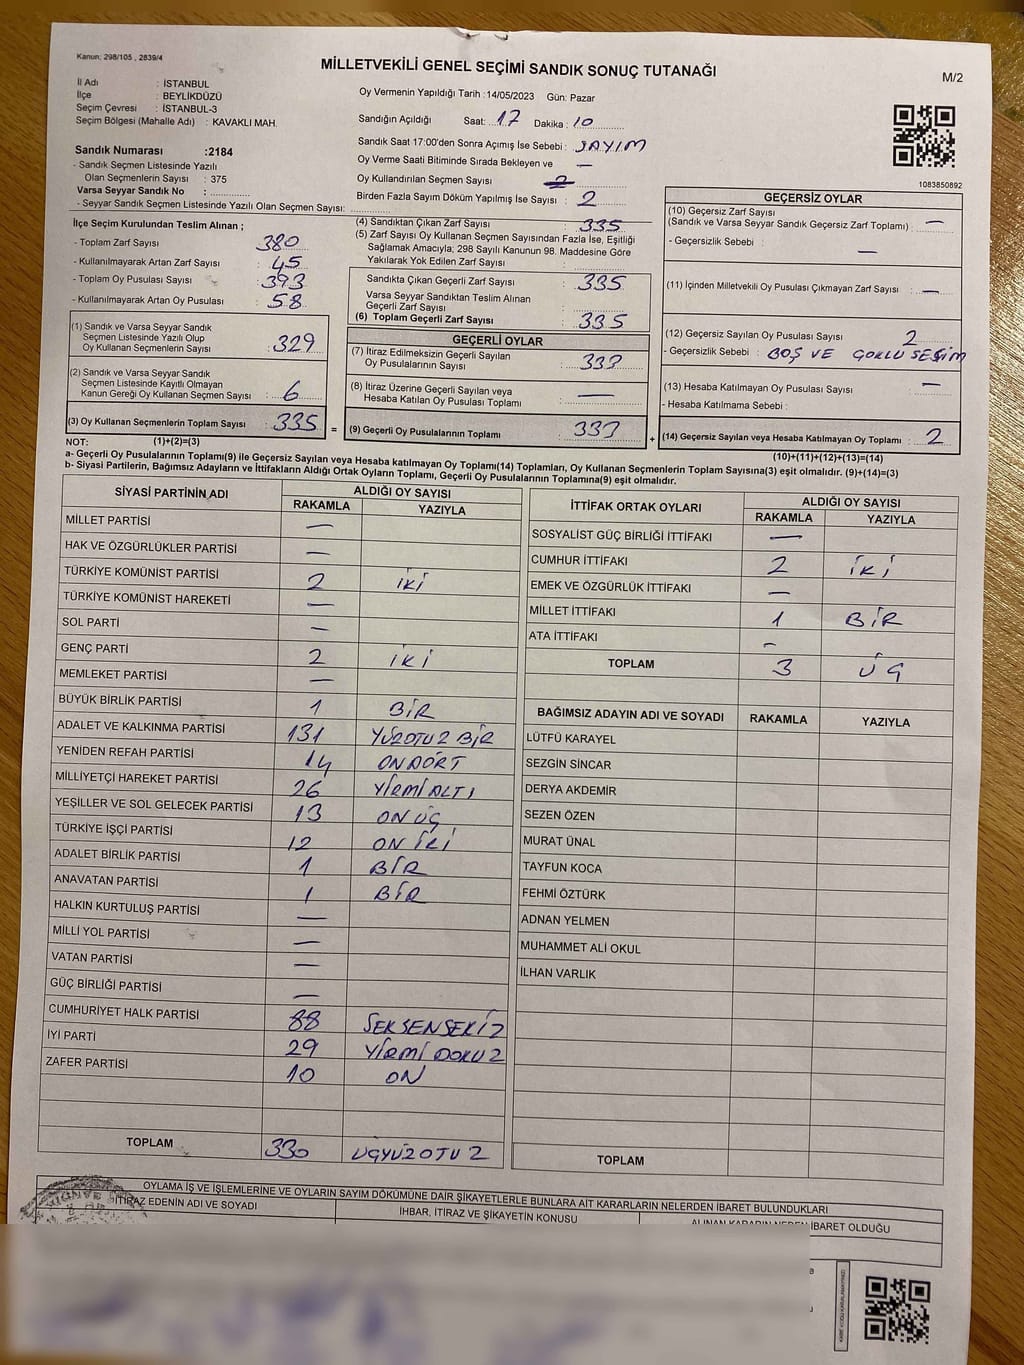 Kanun; 298/105 , 2839/4
MİLLETVEKİLİ GENEL SEÇİMİ SANDIK SONUÇ TUTANAĞI
M/2
İl Adı : İSTANBUL
İlçe : BEYLİKDÜZÜ
Seçim Çevresi : İSTANBUL-3
Seçim Bölgesi (Mahalle Adı) : KAVAKLI MAH.
Sandık Numarası :2184
- Sandık Seçmen Listesinde Yazılı
Olan Seçmenlerin Sayısı : 375
Varsa Seyyar Sandık No :
- Seyyar Sandık Seçmen Listesinde Yazılı Olan Seçmen Sayısı:
Oy Vermenin Yapıldığı Tarih :14/05/2023 Gün: Pazar
Sandığın Açıldığı Saat: 17 Dakika : 10
Sandık Saat 17:00'den Sonra Açımış İse Sebebi : SAYIM
Oy Verme Saati Bitiminde Sırada Bekleyen ve —
Oy Kullandırılan Seçmen Sayısı
Birden Fazla Sayım Döküm Yapılmış İse Sayısı : 2
1083850892
İlçe Seçim Kurulundan Teslim Alınan ;
- Toplam Zarf Sayısı : 380
- Kullanılmayarak Artan Zarf Sayısı : 45
- Toplam Oy Pusulası Sayısı : 393
- Kullanılmayarak Artan Oy Pusulası : 58
(1) Sandık ve Varsa Seyyar Sandık
Seçmen Listesinde Yazılı Olup
Oy Kullanan Seçmenlerin Sayısı : 329
(2) Sandık ve Varsa Seyyar Sandık
Seçmen Listesinde Kayıtlı Olmayan
Kanun Gereği Oy Kullanan Seçmen Sayısı : 6
(3) Oy Kullanan Seçmenlerin Toplam Sayısı : 335
(4) Sandıktan Çıkan Zarf Sayısı : 335
(5) Zarf Sayısı Oy Kullanan Seçmen Sayısından Fazla İse, Eşitliği
Sağlamak Amacıyla; 298 Sayılı Kanunun 98. Maddesine Göre
Yakılarak Yok Edilen Zarf Sayısı :
Sandıkta Çıkan Geçerli Zarf Sayısı : 335
Varsa Seyyar Sandıktan Teslim Alınan
Geçerli Zarf Sayısı :
(6) Toplam Geçerli Zarf Sayısı : 335
GEÇERLİ OYLAR
(7) İtiraz Edilmeksizin Geçerli Sayılan
Oy Pusulalarının Sayısı : 333
(8) İtiraz Üzerine Geçerli Sayılan veya
Hesaba Katılan Oy Pusulası Toplamı : —
= (9) Geçerli Oy Pusulalarının Toplamı : 333 +
GEÇERSİZ OYLAR
(10) Geçersiz Zarf Sayısı
(Sandık ve Varsa Seyyar Sandık Geçersiz Zarf Toplamı) : —
- Geçersizlik Sebebi : —
(11) İçinden Milletvekili Oy Pusulası Çıkmayan Zarf Sayısı : —
(12) Geçersiz Sayılan Oy Pusulası Sayısı : 2
- Geçersizlik Sebebi : BOŞ VE ÇOKLU SEÇİM
(13) Hesaba Katılmayan Oy Pusulası Sayısı : —
- Hesaba Katılmama Sebebi :
(14) Geçersiz Sayılan veya Hesaba Katılmayan Oy Toplamı : 2
NOT: (1)+(2)=(3)
(10)+(11)+(12)+(13)=(14)
a- Geçerli Oy Pusulalarının Toplamı(9) ile Geçersiz Sayılan veya Hesaba katılmayan Oy Toplamı(14) Toplamları, Oy Kullanan Seçmenlerin Toplam Sayısına(3) eşit olmalıdır. (9)+(14)=(3)
b- Siyasi Partilerin, Bağımsız Adayların ve İttifakların Aldığı Ortak Oyların Toplamı, Geçerli Oy Pusulalarının Toplamına(9) eşit olmalıdır.
SİYASİ PARTİNİN ADI ALDIĞI OY SAYISI
RAKAMLA YAZIYLA
MİLLET PARTİSİ —
HAK VE ÖZGÜRLÜKLER PARTİSİ —
TÜRKİYE KOMÜNİST PARTİSİ 2 İKİ
TÜRKİYE KOMÜNİST HAREKETİ —
SOL PARTİ —
GENÇ PARTİ 2 İKİ
MEMLEKET PARTİSİ —
BÜYÜK BİRLİK PARTİSİ 1 BİR
ADALET VE KALKINMA PARTİSİ 131 YÜZOTUZ BİR
YENİDEN REFAH PARTİSİ 14 ONDÖRT
MİLLİYETÇİ HAREKET PARTİSİ 26 YİRMİ ALTI
YEŞİLLER VE SOL GELECEK PARTİSİ 13 ON ÜÇ
TÜRKİYE İŞÇİ PARTİSİ 12 ON İKİ
ADALET BİRLİK PARTİSİ 1 BİR
ANAVATAN PARTİSİ 1 BİR
HALKIN KURTULUŞ PARTİSİ —
MİLLİ YOL PARTİSİ —
VATAN PARTİSİ —
GÜÇ BİRLİĞİ PARTİSİ —
CUMHURİYET HALK PARTİSİ 88 SEKSENSEKİZ
İYİ PARTİ 29 YİRMİ DOKUZ
ZAFER PARTİSİ 10 ON
TOPLAM 330 ÜÇYÜZOTUZ
İTTİFAK ORTAK OYLARI ALDIĞI OY SAYISI
RAKAMLA YAZIYLA
SOSYALİST GÜÇ BİRLİĞİ İTTİFAKI —
CUMHUR İTTİFAKI 2 İKİ
EMEK VE ÖZGÜRLÜK İTTİFAKI —
MİLLET İTTİFAKI 1 BİR
ATA İTTİFAKI -
TOPLAM 3 ÜÇ
BAĞIMSIZ ADAYIN ADI VE SOYADI RAKAMLA YAZIYLA
LÜTFÜ KARAYEL
SEZGİN SİNCAR
DERYA AKDEMİR
SEZEN ÖZEN
MURAT ÜNAL
TAYFUN KOCA
FEHMİ ÖZTÜRK
ADNAN YELMEN
MUHAMMET ALİ OKUL
İLHAN VARLIK
TOPLAM
OYLAMA İŞ VE İŞLEMLERİNE VE OYLARIN SAYIM DÖKÜMÜNE DAİR ŞİKAYETLERLE BUNLARA AİT KARARLARIN NELERDEN İBARET BULUNDUKLARI
İTİRAZ EDENİN ADI VE SOYADI İHBAR, İTİRAZ VE ŞİKAYETİN KONUSU ALINAN KARARIN NEDEN İBARET OLDUĞU